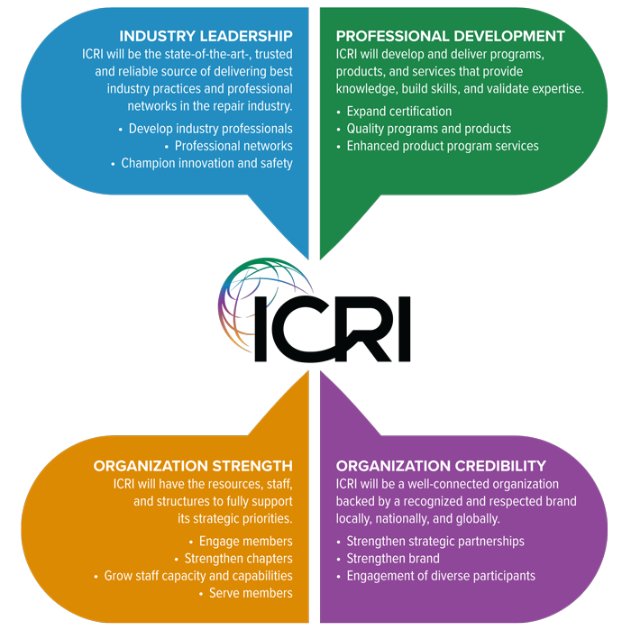 INDUSTRY LEADERSHIP
ICRI will be the state-of-the-art-, trusted
and reliable source of delivering best
industry practices and professional
networks in the repair industry.
• Develop industry professionals
• Professional networks
• Champion innovation and safety
PROFESSIONAL DEVELOPMENT
ICRI will develop and deliver programs,
products, and services that provide
knowledge, build skills, and validate expertise.
• Expand certification
• Quality programs and products
• Enhanced product program services
ICRI
ORGANIZATION STRENGTH
ICRI will have the resources, staff,
and structures to fully support
its strategic priorities.
• Engage members
• Strengthen chapters
• Grow staff capacity and capabilities
• Serve members
ORGANIZATION CREDIBILITY
ICRI will be a well-connected organization
backed by a recognized and respected brand
locally, nationally, and globally.
• Strengthen strategic partnerships
• Strengthen brand
• Engagement of diverse participants